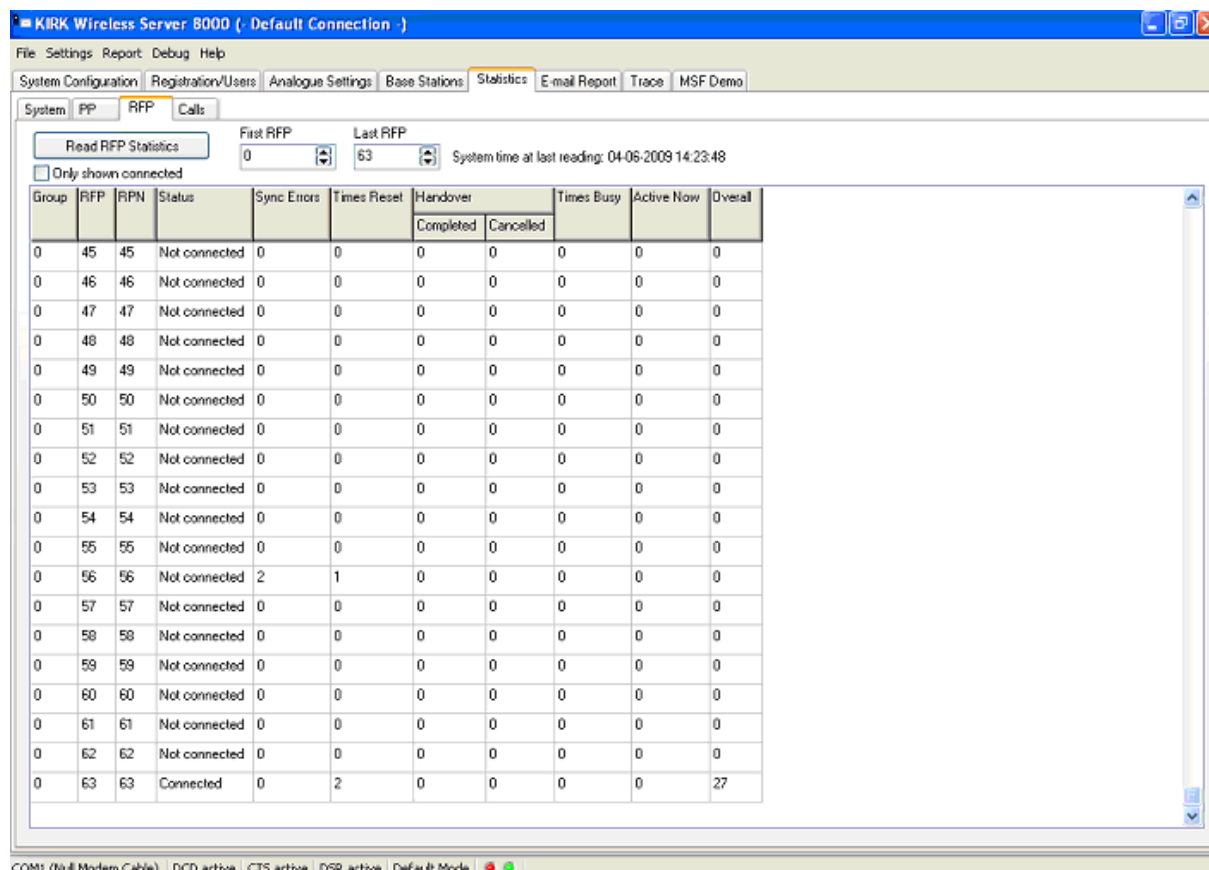 KIRK Wireless Server 8000 (- Default Connection -)
File Settings Report Debug Help
System Configuration Registration/Users Analogue Settings Base Stations Statistics E-mail Report Trace MSF Demo
System PP RFP Calls
First RFP Last RFP
Read RFP Statistics 0 63 System time at last reading: 04-06-2009 14:23:48
Only shown connected
Group RFP RPN Status Sync Errors Times Reset Handover Times Busy Active Now Overall
Completed Cancelled
0 45 45 Not connected 0 0 0 0 0 0 0
0 46 46 Not connected 0 0 0 0 0 0 0
0 47 47 Not connected 0 0 0 0 0 0 0
0 48 48 Not connected 0 0 0 0 0 0 0
0 49 49 Not connected 0 0 0 0 0 0 0
0 50 50 Not connected 0 0 0 0 0 0 0
0 51 51 Not connected 0 0 0 0 0 0 0
0 52 52 Not connected 0 0 0 0 0 0 0
0 53 53 Not connected 0 0 0 0 0 0 0
0 54 54 Not connected 0 0 0 0 0 0 0
0 55 55 Not connected 0 0 0 0 0 0 0
0 56 56 Not connected 2 1 0 0 0 0 0
0 57 57 Not connected 0 0 0 0 0 0 0
0 58 58 Not connected 0 0 0 0 0 0 0
0 59 59 Not connected 0 0 0 0 0 0 0
0 60 60 Not connected 0 0 0 0 0 0 0
0 61 61 Not connected 0 0 0 0 0 0 0
0 62 62 Not connected 0 0 0 0 0 0 0
0 63 63 Connected 0 2 0 0 0 0 27
COM1 (Null Modem Cable) DCD active CTS active DSR active Default Mode